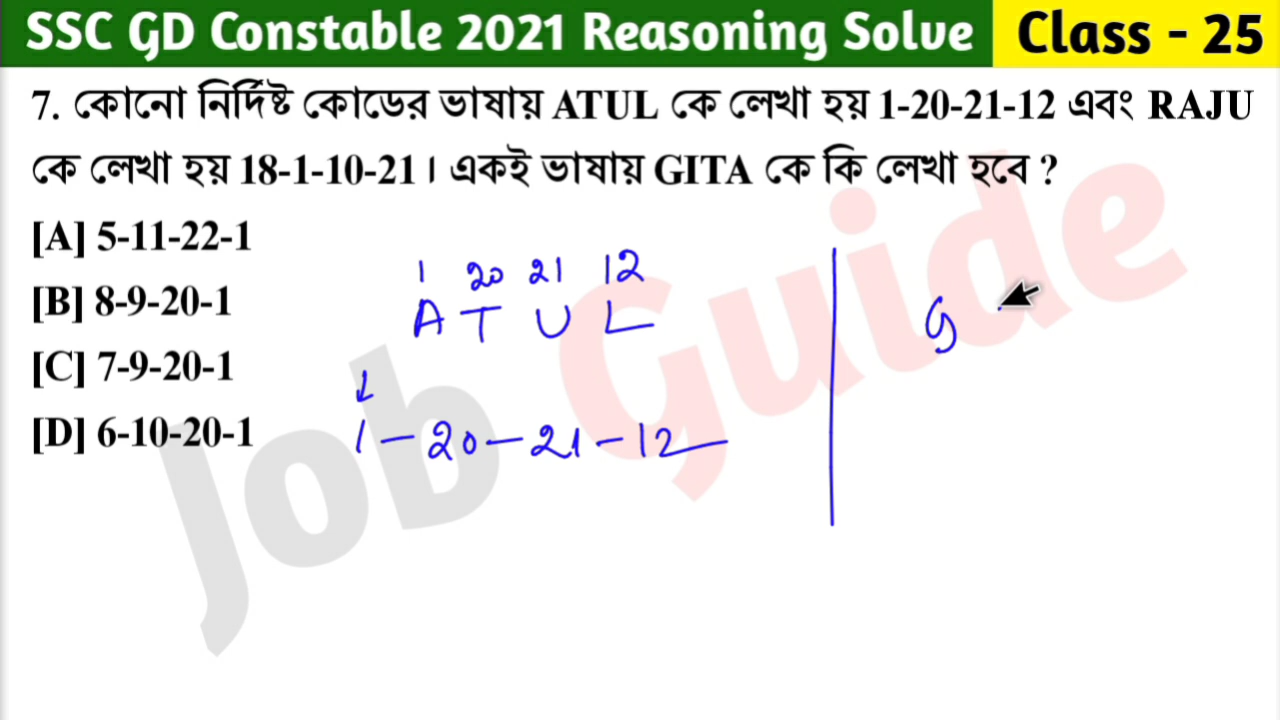 SSC GD Constable 2021 Reasoning Solve Class - 25
7. কোনো নির্দিষ্ট কোডের ভাষায় ATUL কে লেখা হয় 1-20-21-12 এবং RAJU
কে লেখা হয় 18-1-10-21। একই ভাষায় GITA কে কি লেখা হবে ?
[A] 5-11-22-1
[B] 8-9-20-1
[C] 7-9-20-1
[D] 6-10-20-1
1 20 21 12
A T U L
1 - 20 - 21 - 12
G
Job Guide